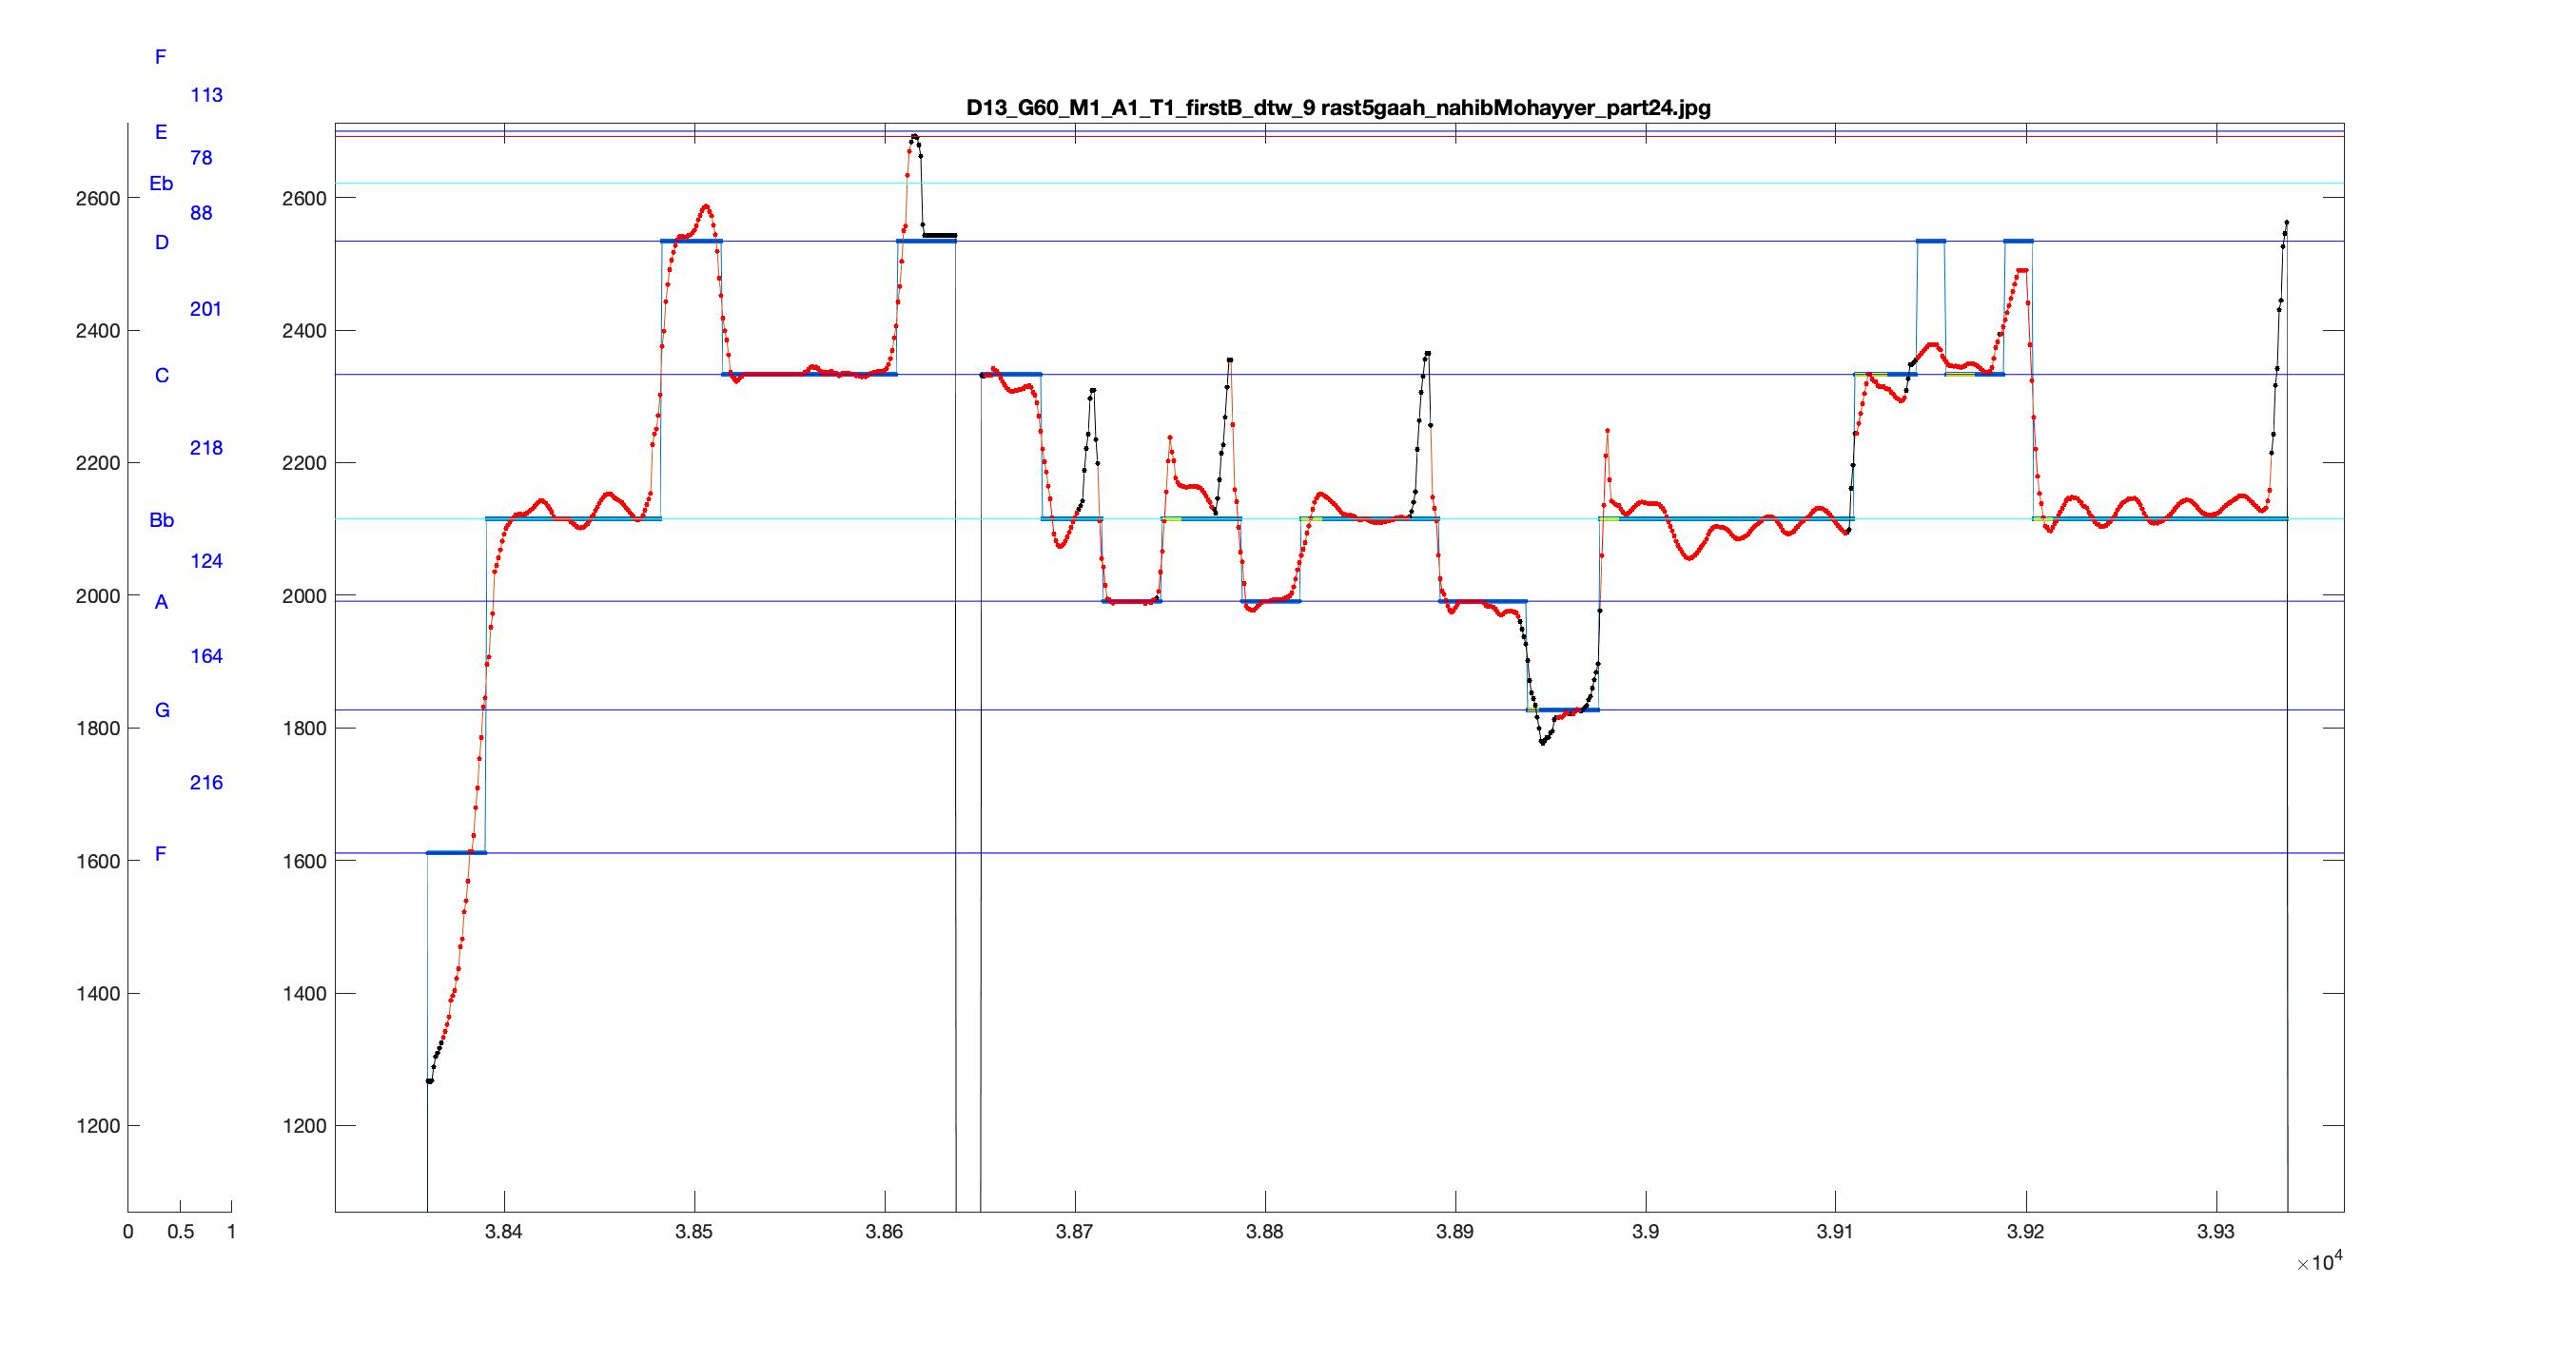 F
113
D13_G60_M1_A1_T1_firstB_dtw_9 rast5gaah_nahibMohayyer_part24.jpg
E
78
Eb
2600
2600
88
D
201
2400
2400
C
218
2200
2200
Bb
124
2000
A
2000
164
G
1800
1800
216
F
1600
1600
1400
1400
1200
1200
0 0.5 1
3.84 3.85 3.86 3.87 3.88 3.89 3.9 3.91 3.92 3.93
×10^4